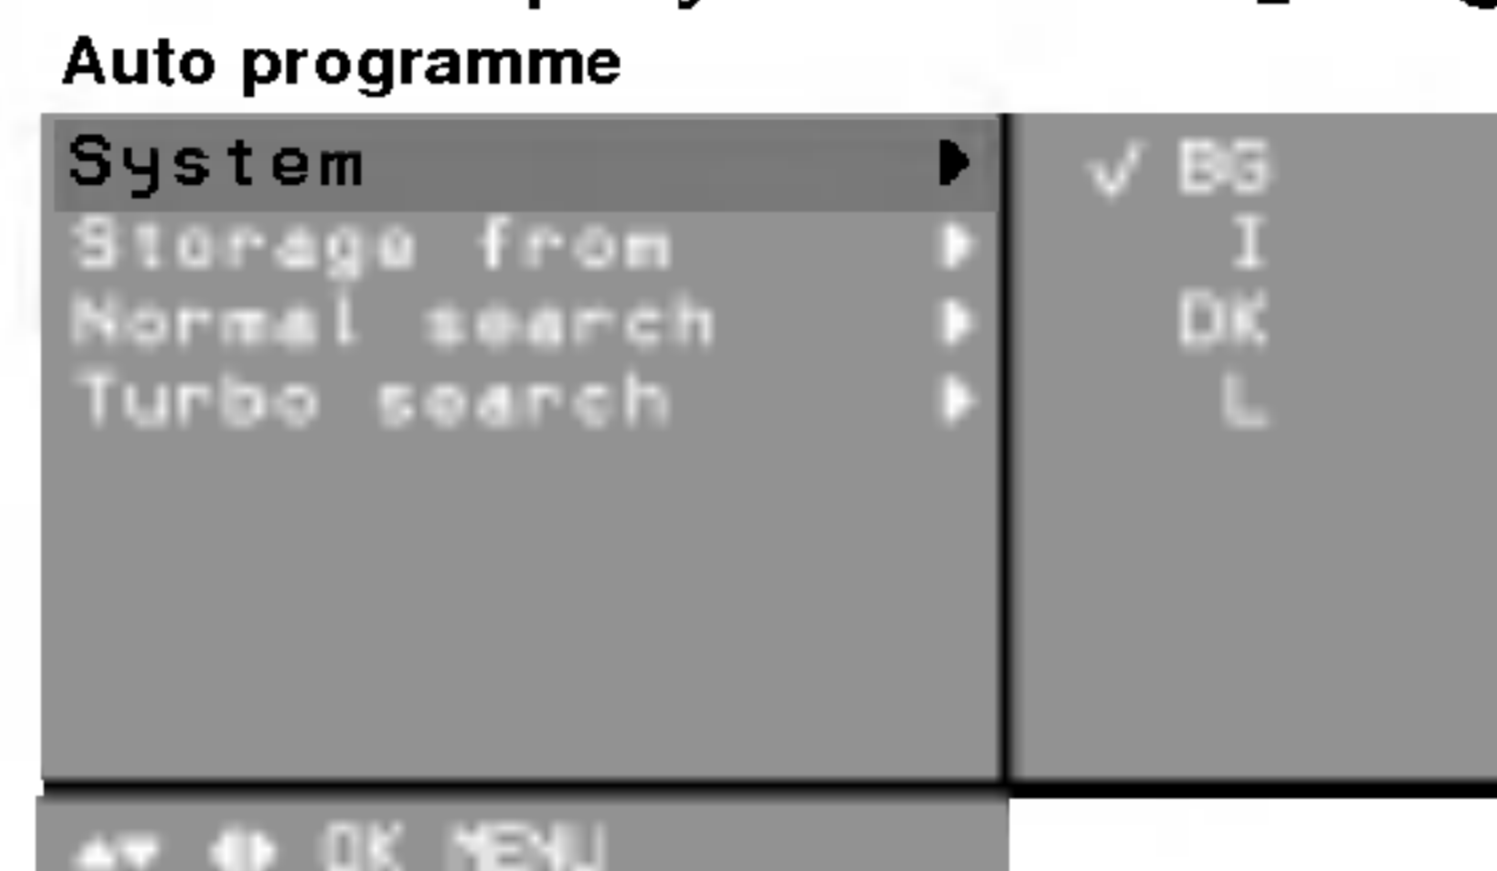 Auto programme
System ▶ ✓ BG
Storage from ▶ I
Normal search ▶ DK
Turbo search ▶ L
▲▼ ◀▶ OK MENU